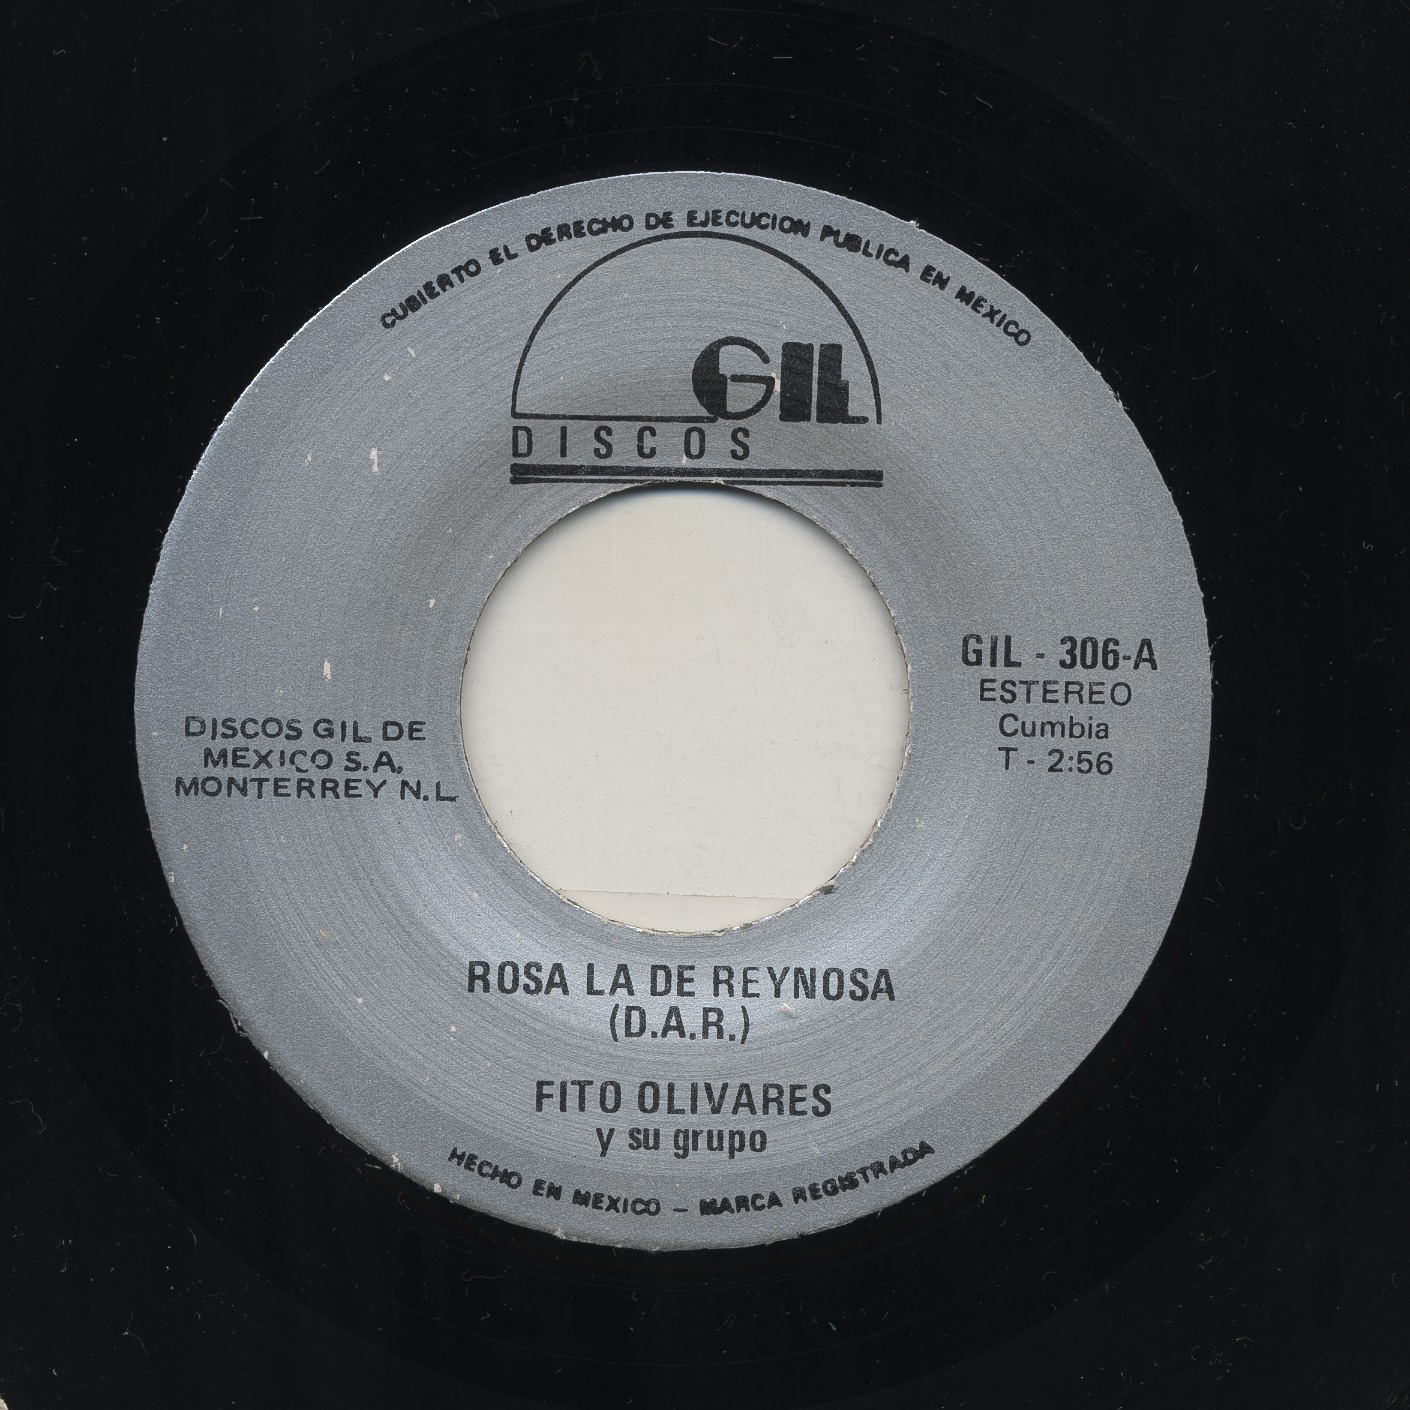 CUBIERTO EL DERECHO DE EJECUCION PUBLICA EN MEXICO
GIL
DISCOS
GIL - 306-A
ESTEREO
Cumbia
T - 2:56
DISCOS GIL DE
MEXICO S.A.
MONTERREY N.L
ROSA LA DE REYNOSA
(D.A.R.)
FITO OLIVARES
y su grupo
HECHO EN MEXICO - MARCA REGISTRADA